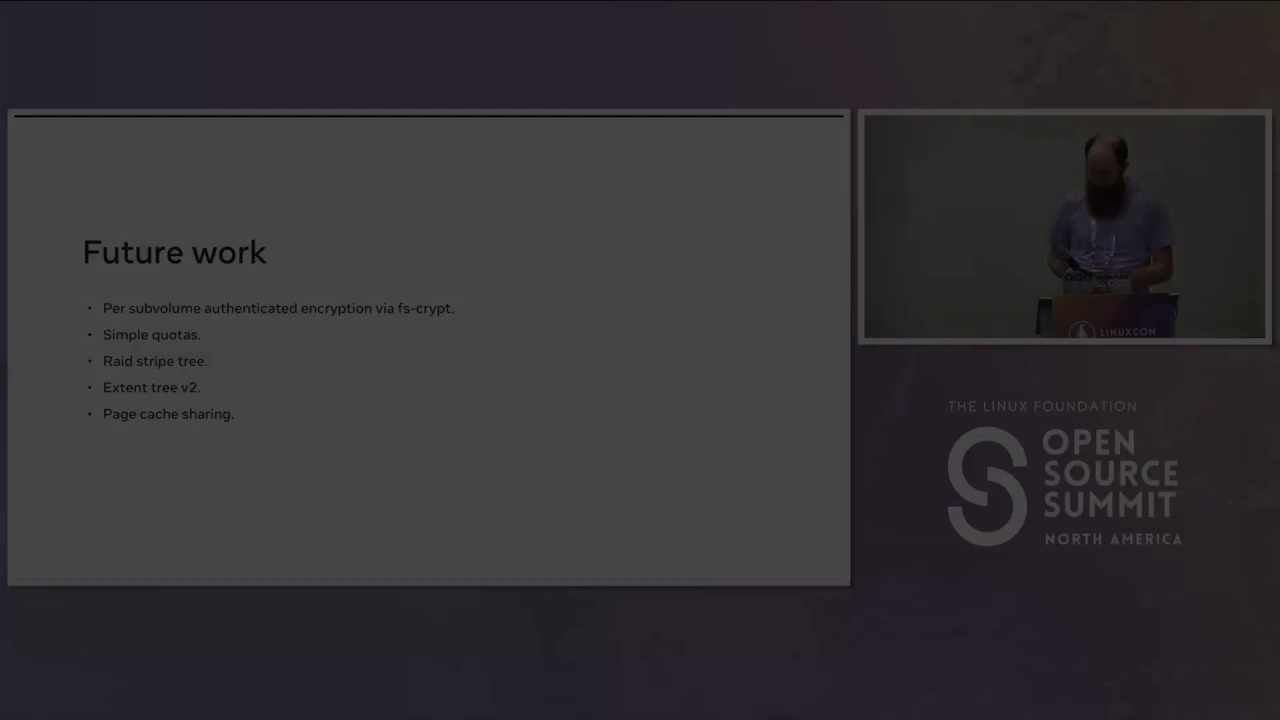 Future work
• Per subvolume authenticated encryption via fs-crypt.
• Simple quotas.
• Raid stripe tree.
• Extent tree v2.
• Page cache sharing.
LINUXCON
THE LINUX FOUNDATION
OPEN
SOURCE
SUMMIT
NORTH AMERICA